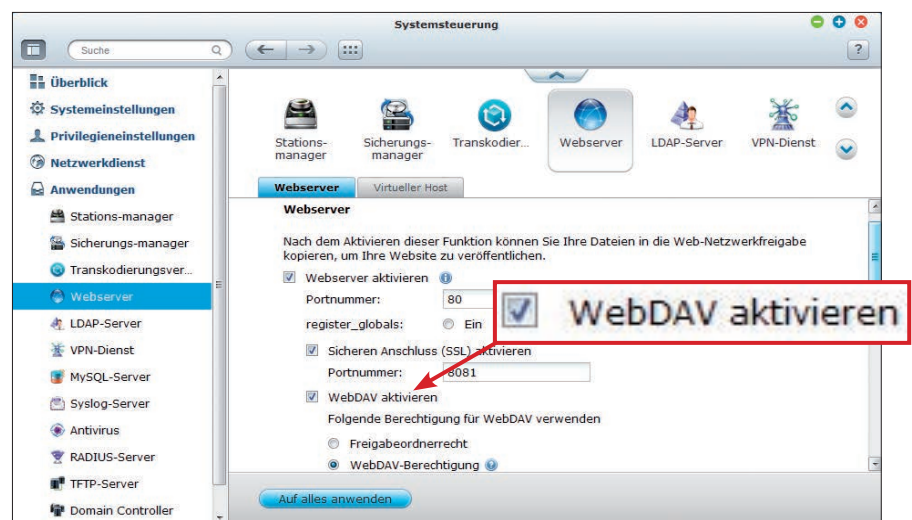 Systemsteuerung
Suche
?
Überblick
Systemeinstellungen
Privilegieneinstellungen
Netzwerkdienst
Anwendungen
Stations-manager
Sicherungs-manager
Transkodierungsver...
Webserver
LDAP-Server
VPN-Dienst
MySQL-Server
Syslog-Server
Antivirus
RADIUS-Server
TFTP-Server
Domain Controller
Stations-
manager
Sicherungs-
manager
Transkodier...
Webserver
LDAP-Server
VPN-Dienst
Webserver
Virtueller Host
Webserver
Nach dem Aktivieren dieser Funktion können Sie Ihre Dateien in die Web-Netzwerkfreigabe
kopieren, um Ihre Website zu veröffentlichen.
Webserver aktivieren
Portnummer: 80
register_globals: Ein
WebDAV aktivieren
Sicheren Anschluss (SSL) aktivieren
Portnummer: 8081
WebDAV aktivieren
Folgende Berechtigung für WebDAV verwenden
Freigabeordnerrecht
WebDAV-Berechtigung
Auf alles anwenden